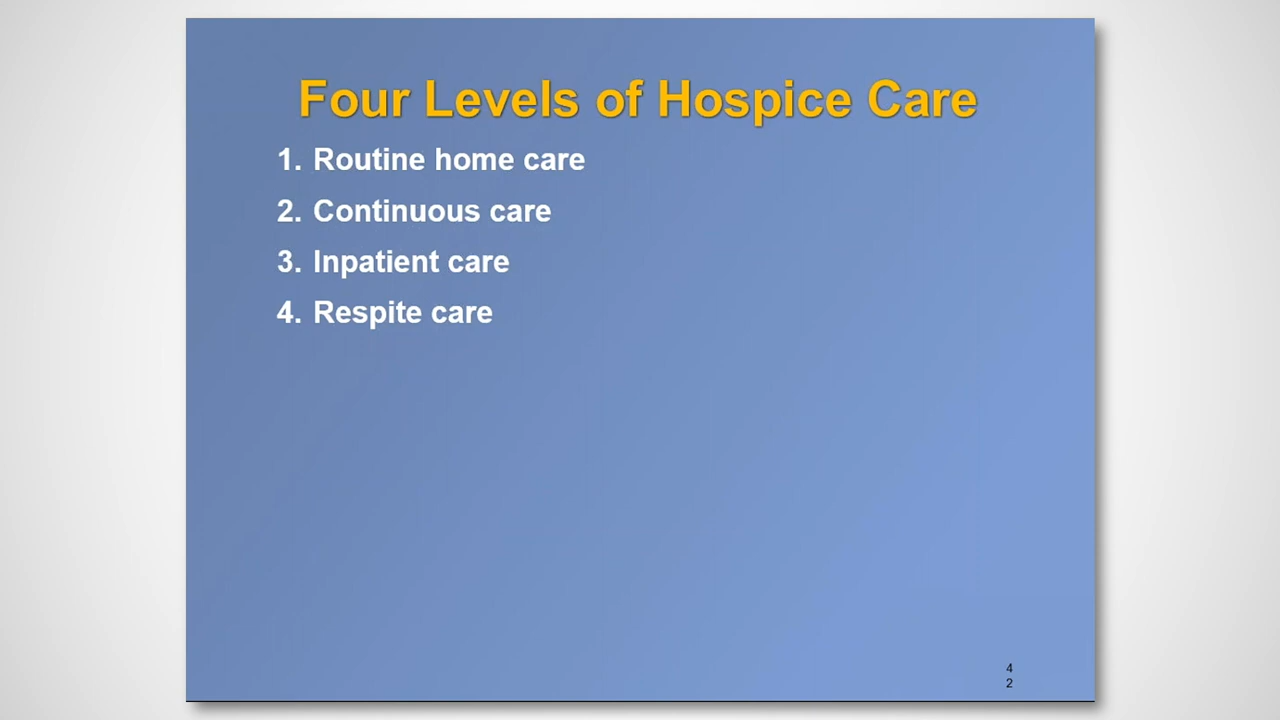 Four Levels of Hospice Care
1. Routine home care
2. Continuous care
3. Inpatient care
4. Respite care
4
2